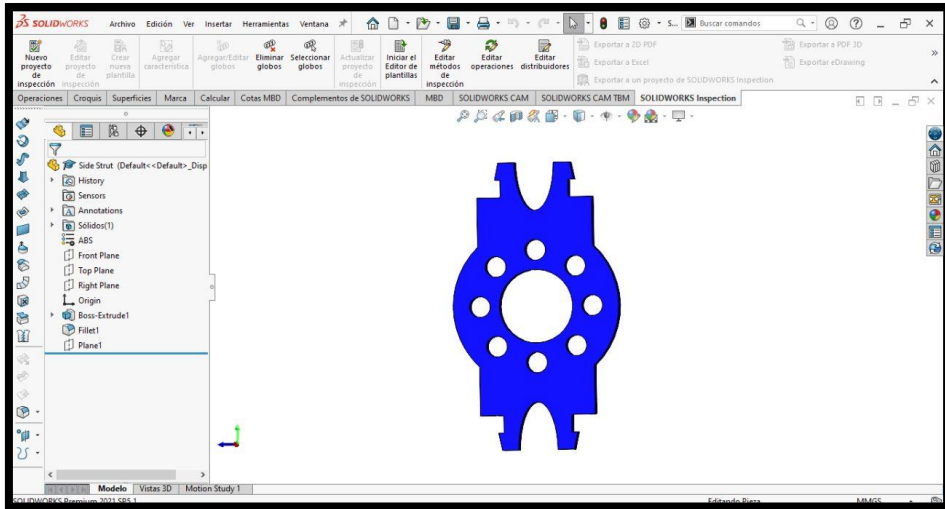 SOLIDWORKS Archivo Edición Ver Insertar Herramientas Ventana S... Buscar comandos
Nuevo proyecto de inspección
Editar proyecto de inspección
Crear nueva plantilla
Agregar característica
Agregar/Editar globos
Eliminar globos
Seleccionar globos
Actualizar proyecto de inspección
Iniciar el Editor de plantillas
Editar métodos de inspección
Editar operaciones
Editar distribuidores
Exportar a 2D PDF
Exportar a Excel
Exportar a un proyecto de SOLIDWORKS Inspection
Exportar a PDF 3D
Exportar eDrawing
Operaciones Croquis Superficies Marca Calcular Cotas MBD Complementos de SOLIDWORKS MBD SOLIDWORKS CAM SOLIDWORKS CAM TBM SOLIDWORKS Inspection
Side Strut (Default<<Default>_Disp
History
Sensors
Annotations
Sólidos(1)
ABS
Front Plane
Top Plane
Right Plane
Origin
Boss-Extrude1
Fillet1
Plane1
Modelo Vistas 3D Motion Study 1
SOLIDWORKS Premium 2021 SP5.1 Editando Pieza MMGS